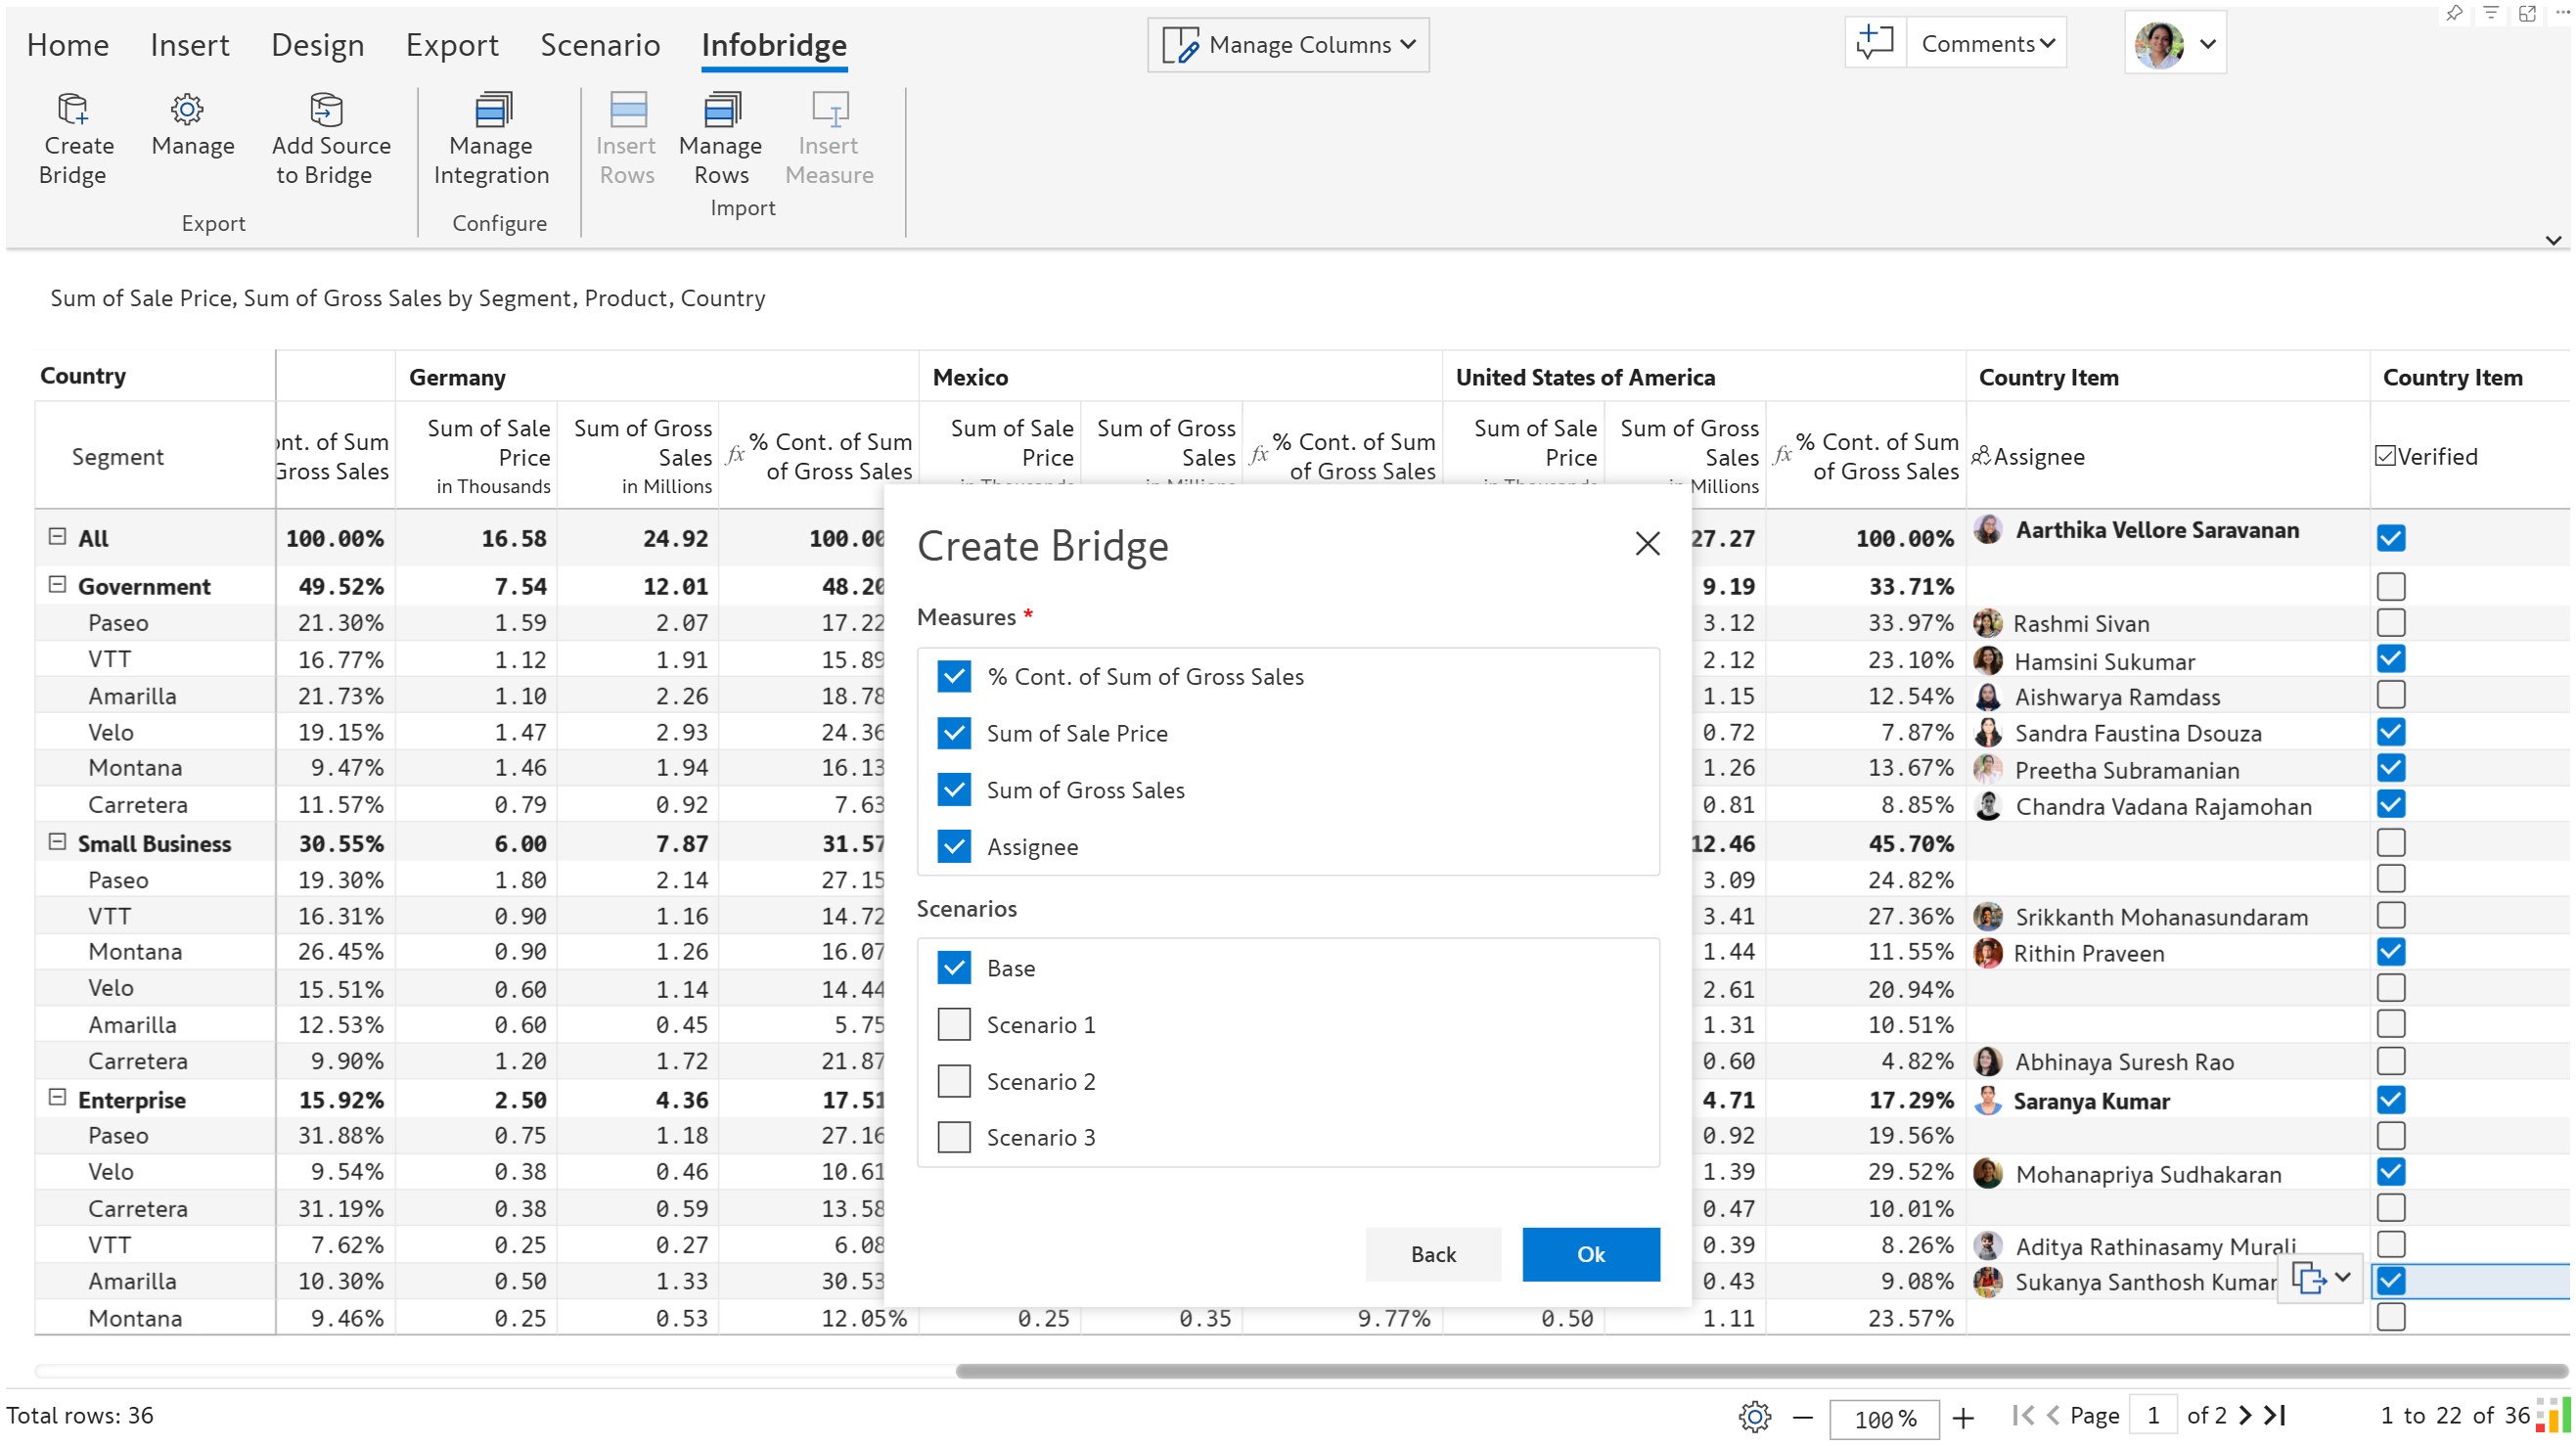 Home Insert Design Export Scenario Infobridge Manage Columns Comments
Create Bridge Manage Add Source to Bridge Manage Integration Insert Rows Manage Rows Insert Measure
Export Configure Import
Sum of Sale Price, Sum of Gross Sales by Segment, Product, Country
Country Germany Mexico United States of America Country Item Country Item
Segment Sum Gross Sales Sum of Sale Price in Thousands Sum of Gross Sales in Millions fx % Cont. of Sum of Gross Sales Sum of Sale Price Sum of Gross Sales fx % Cont. of Sum of Gross Sales Sum of Sale Price Sum of Gross Sales Millions fx % Cont. of Sum of Gross Sales Assignee Verified
All 100.00% 16.58 24.92 100.00 27.27 100.00% Aarthika Vellore Saravanan
Government 49.52% 7.54 12.01 48.20 9.19 33.71%
Paseo 21.30% 1.59 2.07 17.22 3.12 33.97% Rashmi Sivan
VTT 16.77% 1.12 1.91 15.89 2.12 23.10% Hamsini Sukumar
Amarilla 21.73% 1.10 2.26 18.78 1.15 12.54% Aishwarya Ramdass
Velo 19.15% 1.47 2.93 24.36 0.72 7.87% Sandra Faustina Dsouza
Montana 9.47% 1.46 1.94 16.13 1.26 13.67% Preetha Subramanian
Carretera 11.57% 0.79 0.92 7.63 0.81 8.85% Chandra Vadana Rajamohan
Small Business 30.55% 6.00 7.87 31.57 12.46 45.70%
Paseo 19.30% 1.80 2.14 27.15 3.09 24.82%
VTT 16.31% 0.90 1.16 14.72 3.41 27.36% Srikkanth Mohanasundaram
Montana 26.45% 0.90 1.26 16.07 1.44 11.55% Rithin Praveen
Velo 15.51% 0.60 1.14 14.44 2.61 20.94%
Amarilla 12.53% 0.60 0.45 5.75 1.31 10.51%
Carretera 9.90% 1.20 1.72 21.87 0.60 4.82% Abhinaya Suresh Rao
Enterprise 15.92% 2.50 4.36 17.51 4.71 17.29% Saranya Kumar
Paseo 31.88% 0.75 1.18 27.16 0.92 19.56%
Velo 9.54% 0.38 0.46 10.61 1.39 29.52% Mohanapriya Sudhakaran
Carretera 31.19% 0.38 0.59 13.58 0.47 10.01%
VTT 7.62% 0.25 0.27 6.08 0.39 8.26% Aditya Rathinasamy Murali
Amarilla 10.30% 0.50 1.33 30.53 0.43 9.08% Sukanya Santhosh Kumar
Montana 9.46% 0.25 0.53 12.05% 0.25 0.35 9.77% 0.50 1.11 23.57%
Create Bridge
Measures *
% Cont. of Sum of Gross Sales
Sum of Sale Price
Sum of Gross Sales
Assignee
Scenarios
Base
Scenario 1
Scenario 2
Scenario 3
Back Ok
Total rows: 36 100 % Page 1 of 2 1 to 22 of 36